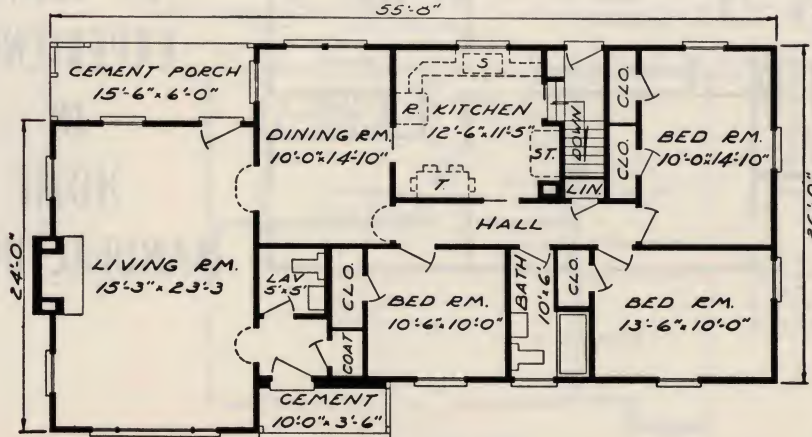 55'-8"
CEMENT PORCH
15'-6" x 6'-0"
DINING RM.
10'-0" x 14'-10"
S
R.
KITCHEN
12'-6" x 11'-5"
T.
ST.
DOWN
LIN.
CLO.
CLO.
BED RM.
10'-0" x 14'-10"
HALL
24'-0"
LIVING RM.
15'-3" x 23'-3
LAV
5' x 5'
CLO.
COAT
BED RM.
10'-6" x 10'-0"
BATH
10' x 6'
CLO.
BED RM.
13'-6" x 10'-0"
CEMENT
10'-0" x 3'-6"